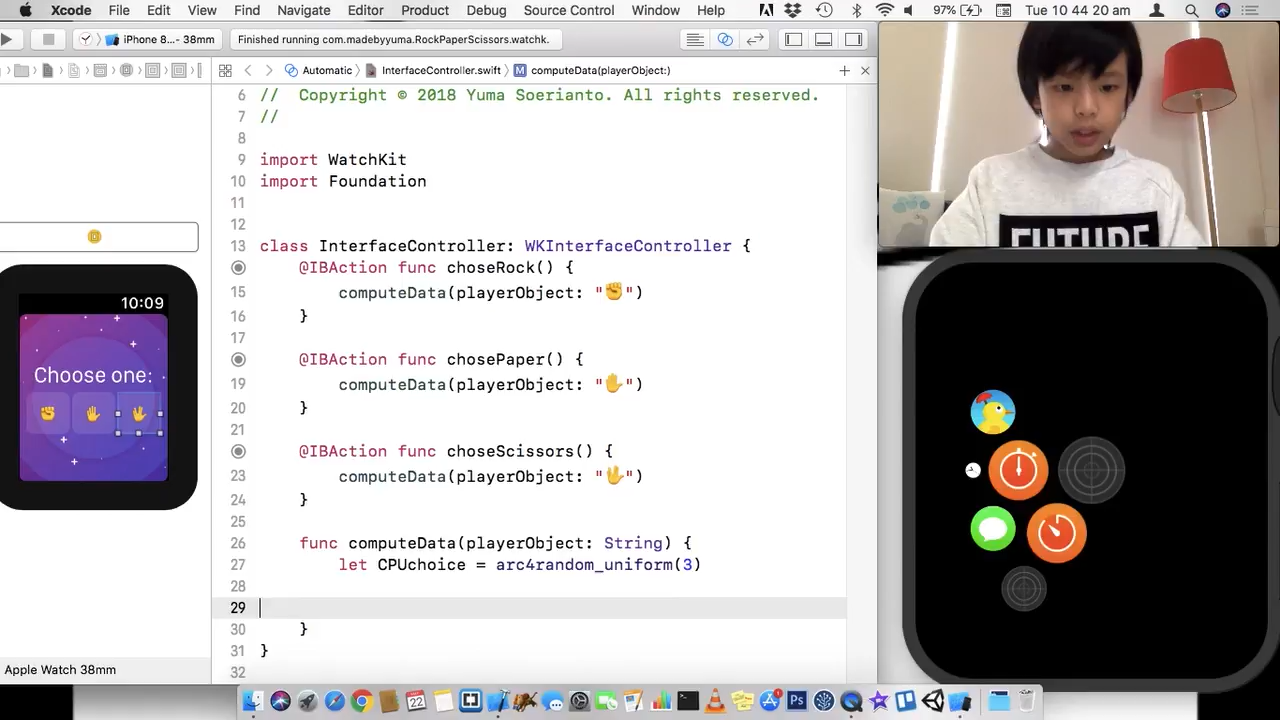 Xcode File Edit View Find Navigate Editor Product Debug Source Control Window Help 97% Tue 10 44 20 am
iPhone 8... - 38mm Finished running com.madebyyuma.RockPaperScissors.watchk.
Automatic InterfaceController.swift M computeData(playerObject:)
6 // Copyright © 2018 Yuma Soerianto. All rights reserved.
7 //
8
9 import WatchKit
10 import Foundation
11
12
13 class InterfaceController: WKInterfaceController {
@IBAction func choseRock() {
15 computeData(playerObject: "✊")
16 }
17
@IBAction func chosePaper() {
19 computeData(playerObject: "✋")
20 }
21
@IBAction func choseScissors() {
23 computeData(playerObject: "🖖")
24 }
25
26 func computeData(playerObject: String) {
27 let CPUchoice = arc4random_uniform(3)
28
29
30 }
31 }
32
10:09
Choose one:
Apple Watch 38mm
FUTURE
22